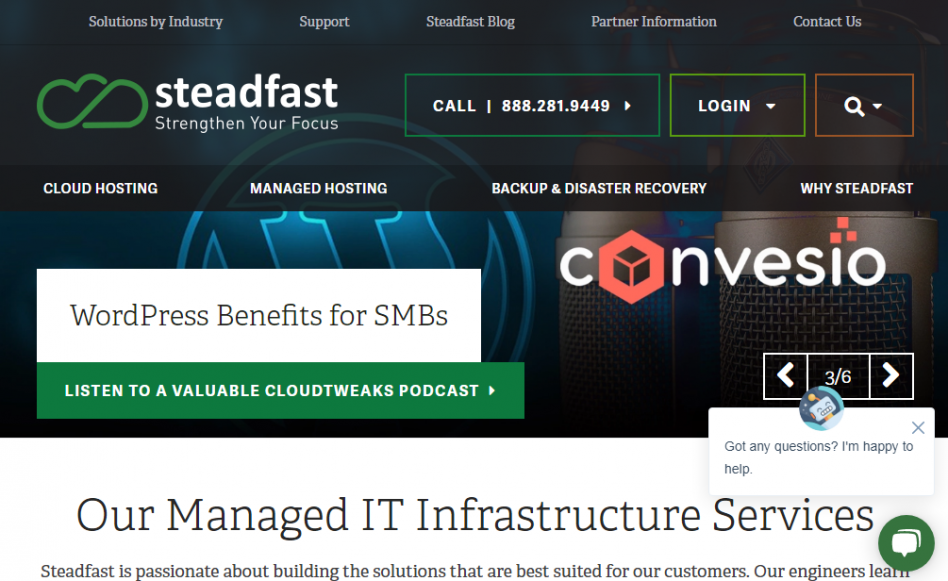 Solutions by Industry Support Steadfast Blog Partner Information Contact Us
steadfast
Strengthen Your Focus
CALL | 888.281.9449
LOGIN
CLOUD HOSTING MANAGED HOSTING BACKUP & DISASTER RECOVERY WHY STEADFAST
convesio
WordPress Benefits for SMBs
LISTEN TO A VALUABLE CLOUDTWEAKS PODCAST
3/6
Got any questions? I'm happy to
help.
Our Managed IT Infrastructure Services
Steadfast is passionate about building the solutions that are best suited for our customers. Our engineers learn